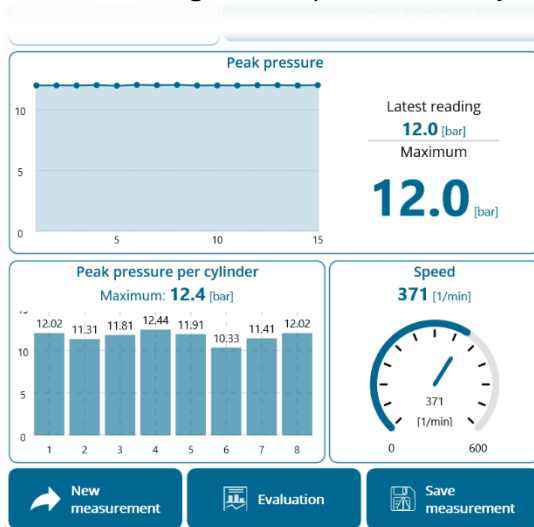 Peak pressure
10
5
0
5
10
15
Latest reading
12.0 [bar]
Maximum
12.0 [bar]
Peak pressure per cylinder
Maximum: 12.4 [bar]
12.02 11.31 11.81 12.44 11.91 10.33 11.41 12.02
10
5
0
1 2 3 4 5 6 7 8
Speed
371 [1/min]
371
[1/min]
0 600
New
measurement
Evaluation
Save
measurement